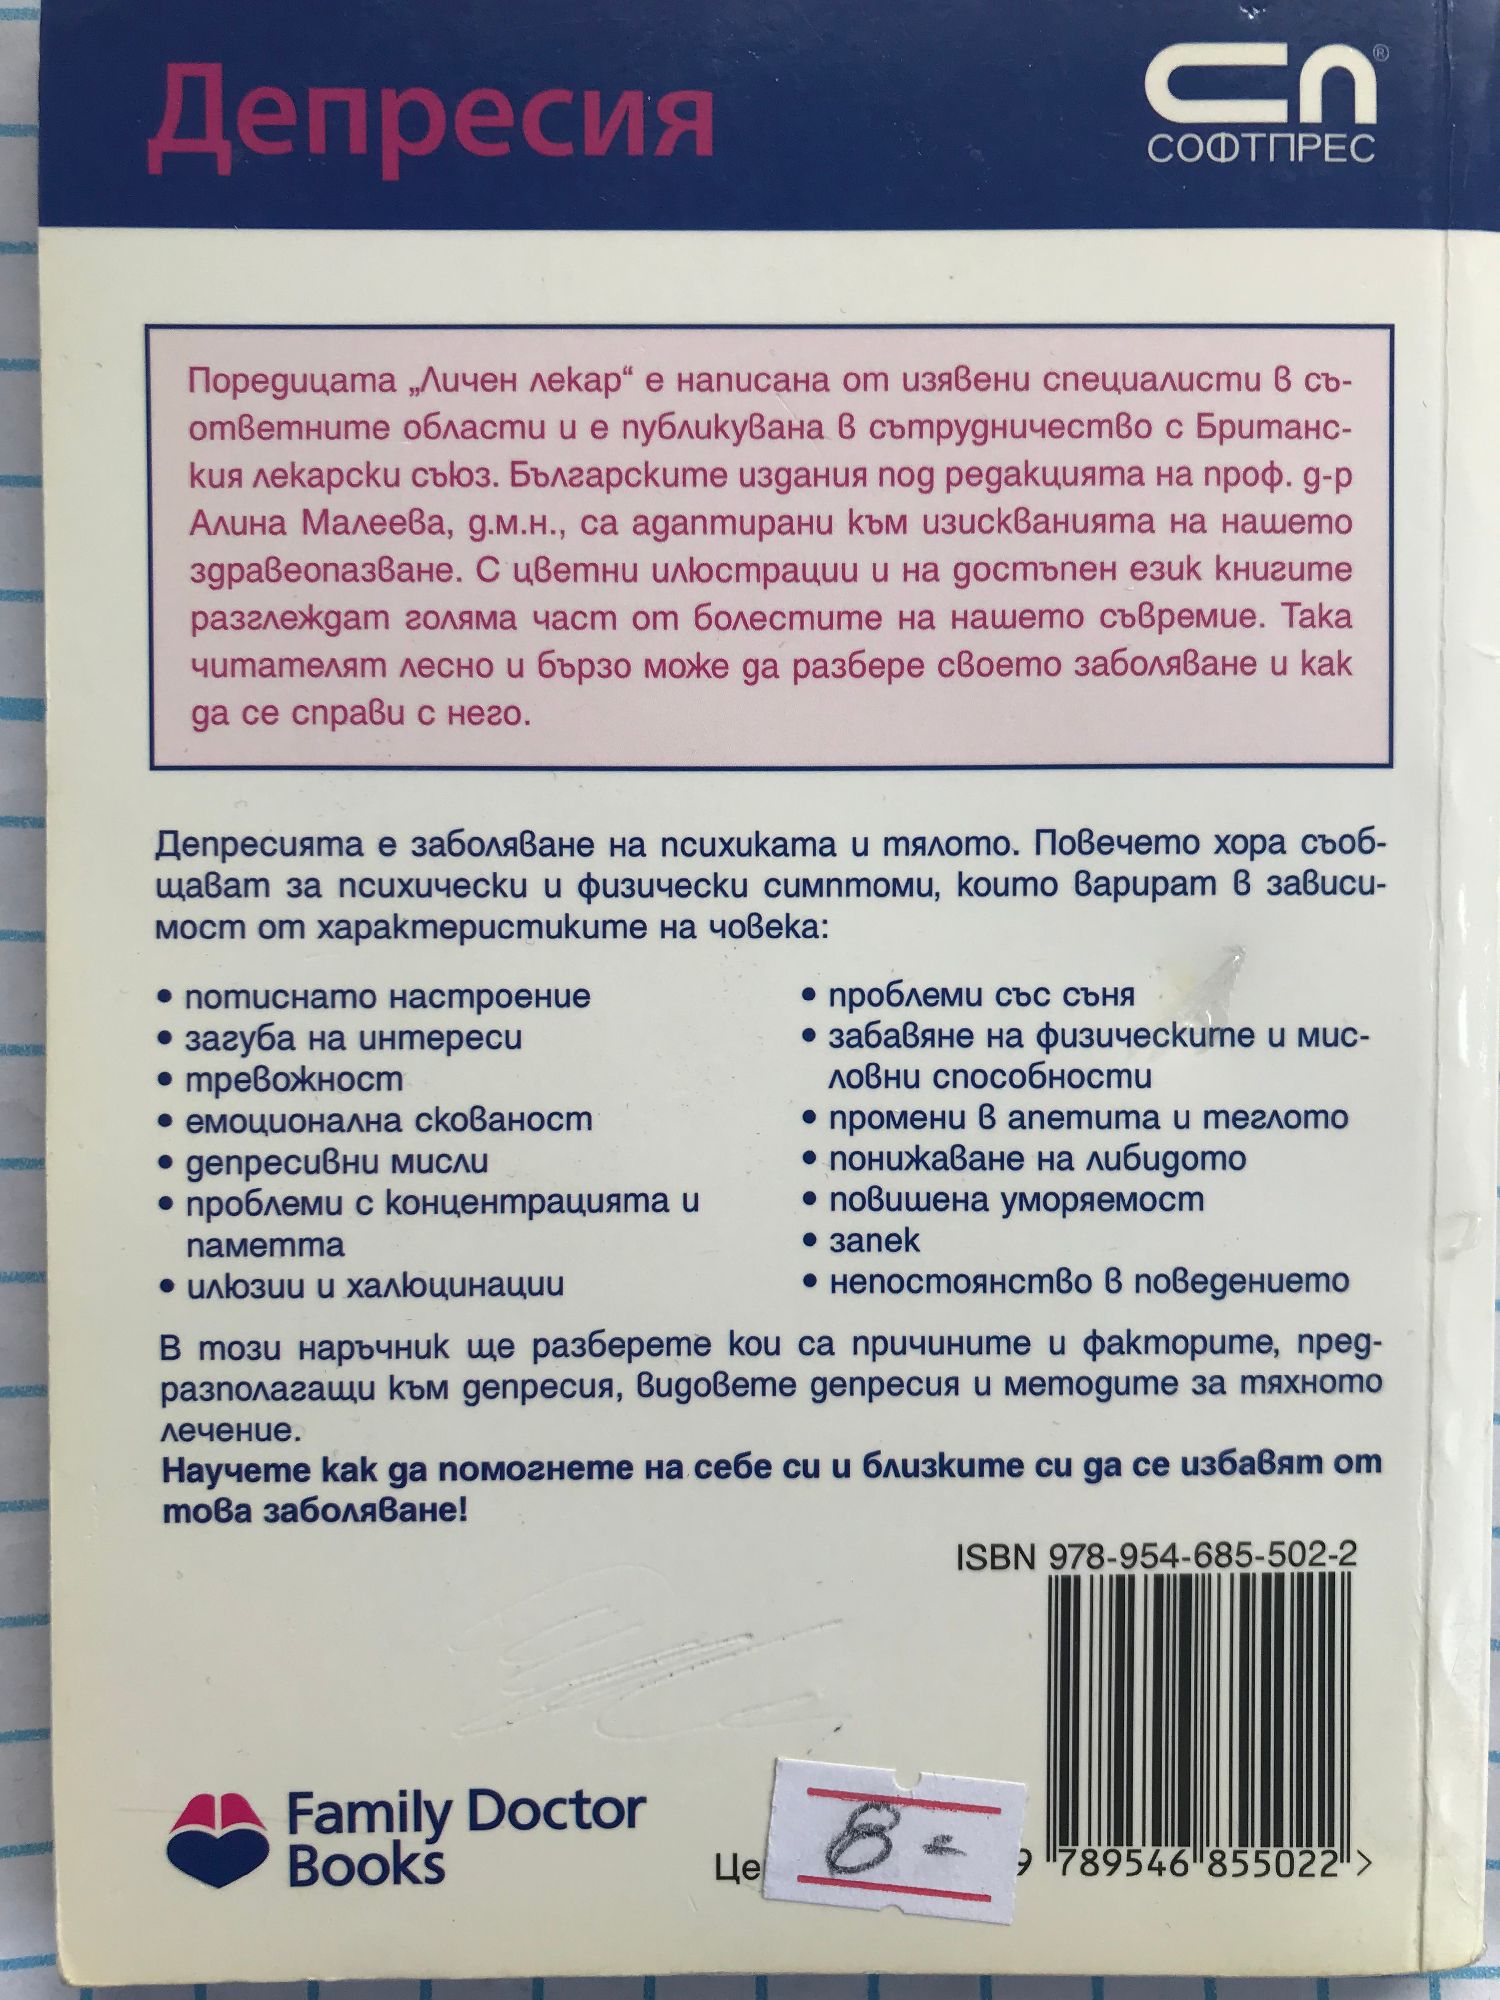 Депресия
СП®
СОФТПРЕС
Поредицата „Личен лекар“ е написана от изявени специалисти в съ-
ответните области и е публикувана в сътрудничество с Британс-
кия лекарски съюз. Българските издания под редакцията на проф. д-р
Алина Малеева, д.м.н., са адаптирани към изискванията на нашето
здравеопазване. С цветни илюстрации и на достъпен език книгите
разглеждат голяма част от болестите на нашето съвремие. Така
читателят лесно и бързо може да разбере своето заболяване и как
да се справи с него.
Депресията е заболяване на психиката и тялото. Повечето хора съоб-
щават за психически и физически симптоми, които варират в зависи-
мост от характеристиките на човека:
• потиснато настроение
• загуба на интереси
• тревожност
• емоционална скованост
• депресивни мисли
• проблеми с концентрацията и
паметта
• илюзии и халюцинации
• проблеми със съня
• забавяне на физическите и мис-
ловни способности
• промени в апетита и теглото
• понижаване на либидото
• повишена уморяемост
• запек
• непостоянство в поведението
В този наръчник ще разберете кои са причините и факторите, пред-
разполагащи към депресия, видовете депресия и методите за тяхното
лечение.
Научете как да помогнете на себе си и близките си да се избавят от
това заболяване!
ISBN 978-954-685-502-2
Family Doctor
Books
Це
8=
9 789546 855022 >